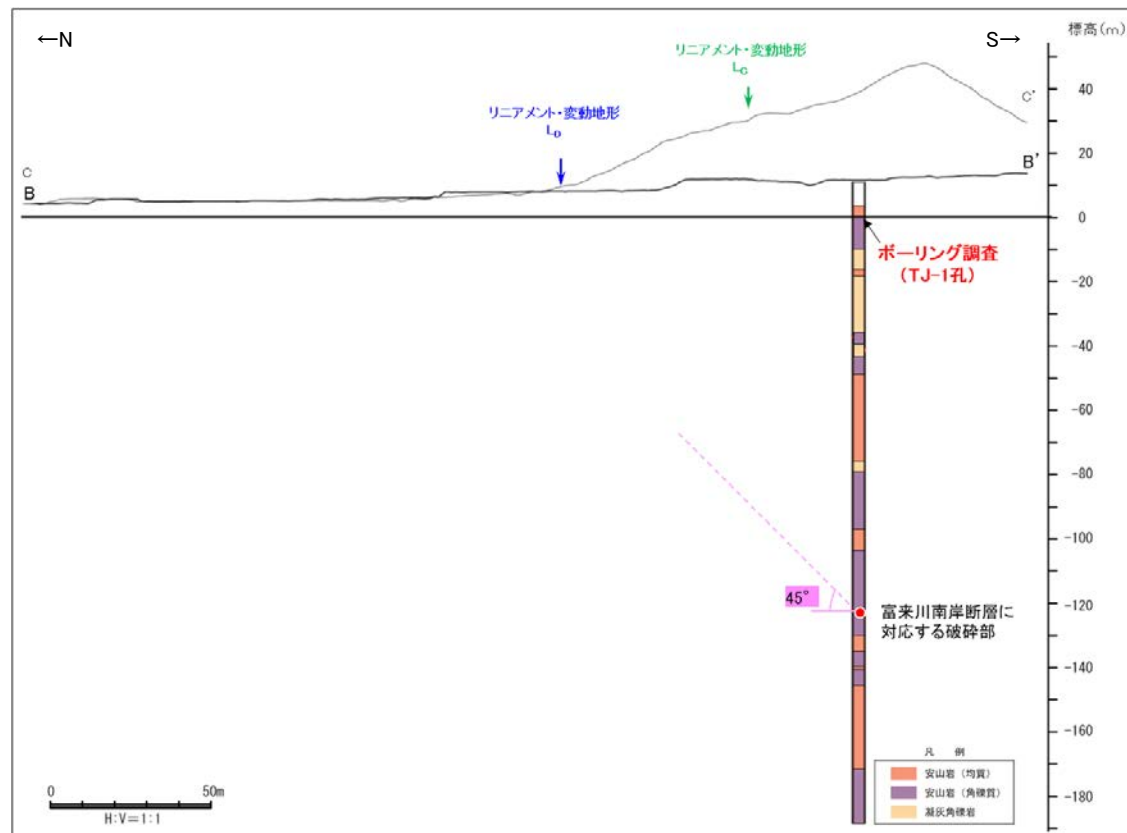 ←N
S→
標高(m)
リニアメント・変動地形
LC
リニアメント・変動地形
LD
C
B
C'
B'
40
20
0
-20
-40
-60
-80
-100
-120
-140
-160
-180
ボーリング調査
(TJ-1孔)
45°
富来川南岸断層に
対応する破砕部
凡 例
安山岩(均質)
安山岩(角礫質)
凝灰角礫岩
0 50m
H:V=1:1